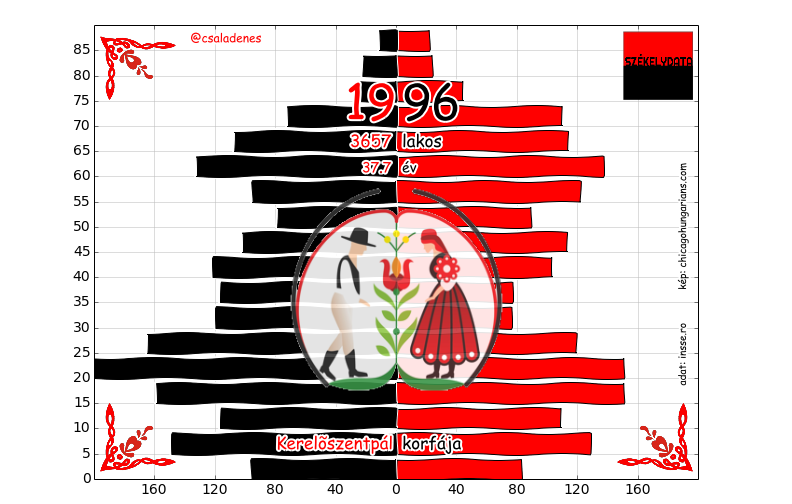 @csaladenes
SZÉKELYDATA
1996
3657 lakos
37.7 év
kép: chicagohungarians.com
adat: insse.ro
Kerelőszentpál korfája
85
80
75
70
65
60
55
50
45
40
35
30
25
20
15
10
5
0
160 120 80 40 0 40 80 120 160